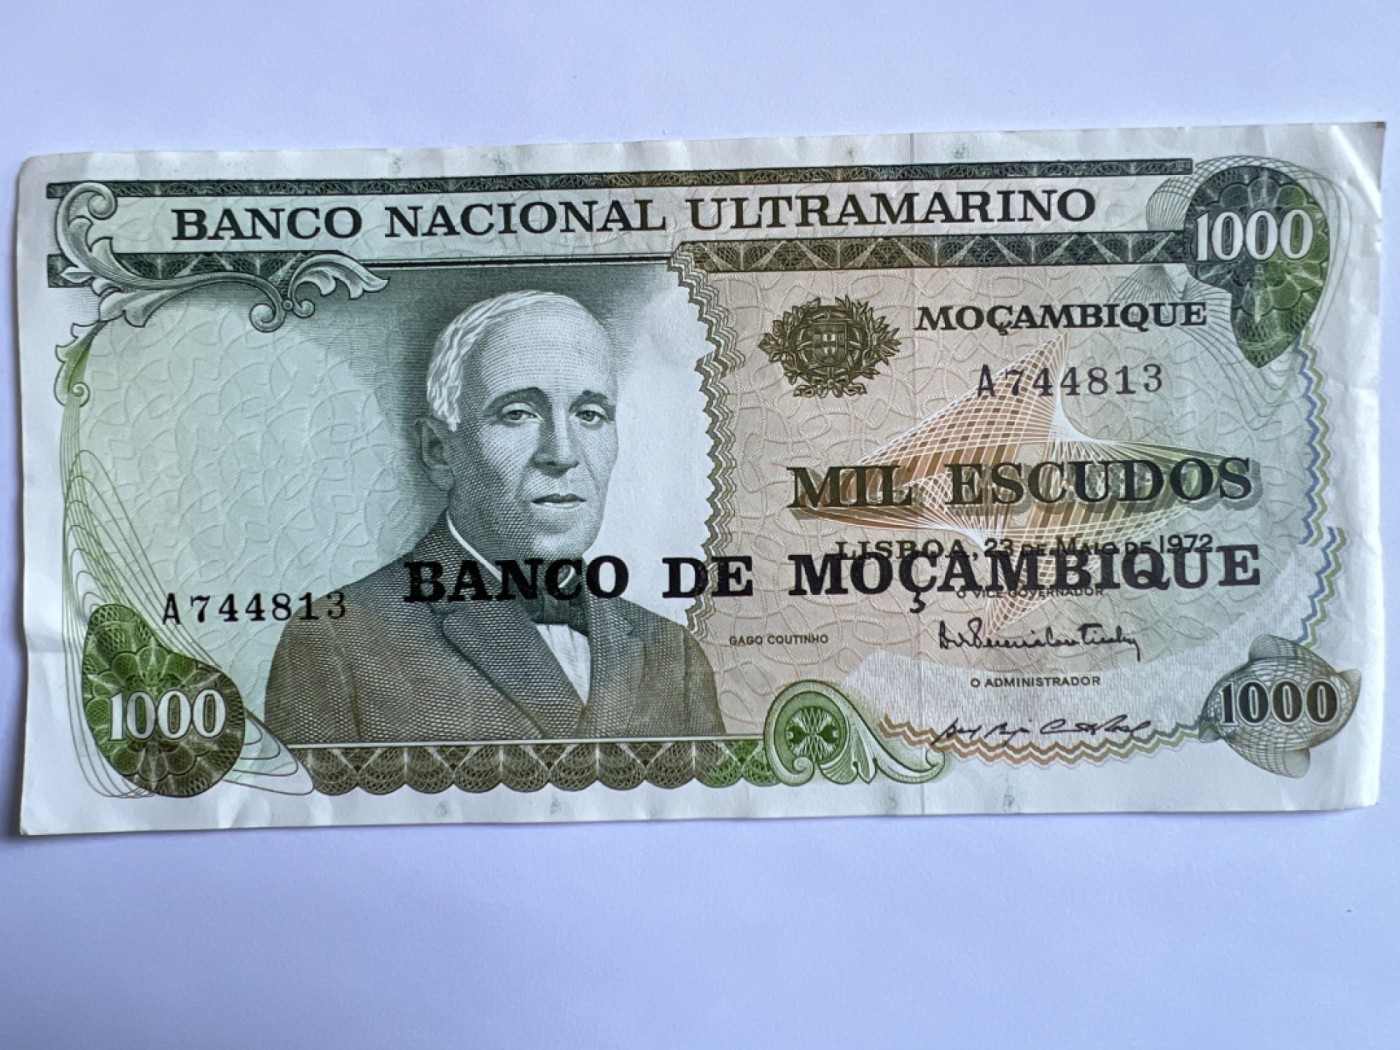 BANCO NACIONAL ULTRAMARINO
1000
MOÇAMBIQUE
A744813
MIL ESCUDOS
LISBOA, 23 DE MAIO DE 1972
BANCO DE MOÇAMBIQUE
O VICE-GOVERNADOR
A744813
GAGO COUTINHO
O ADMINISTRADOR
1000
1000